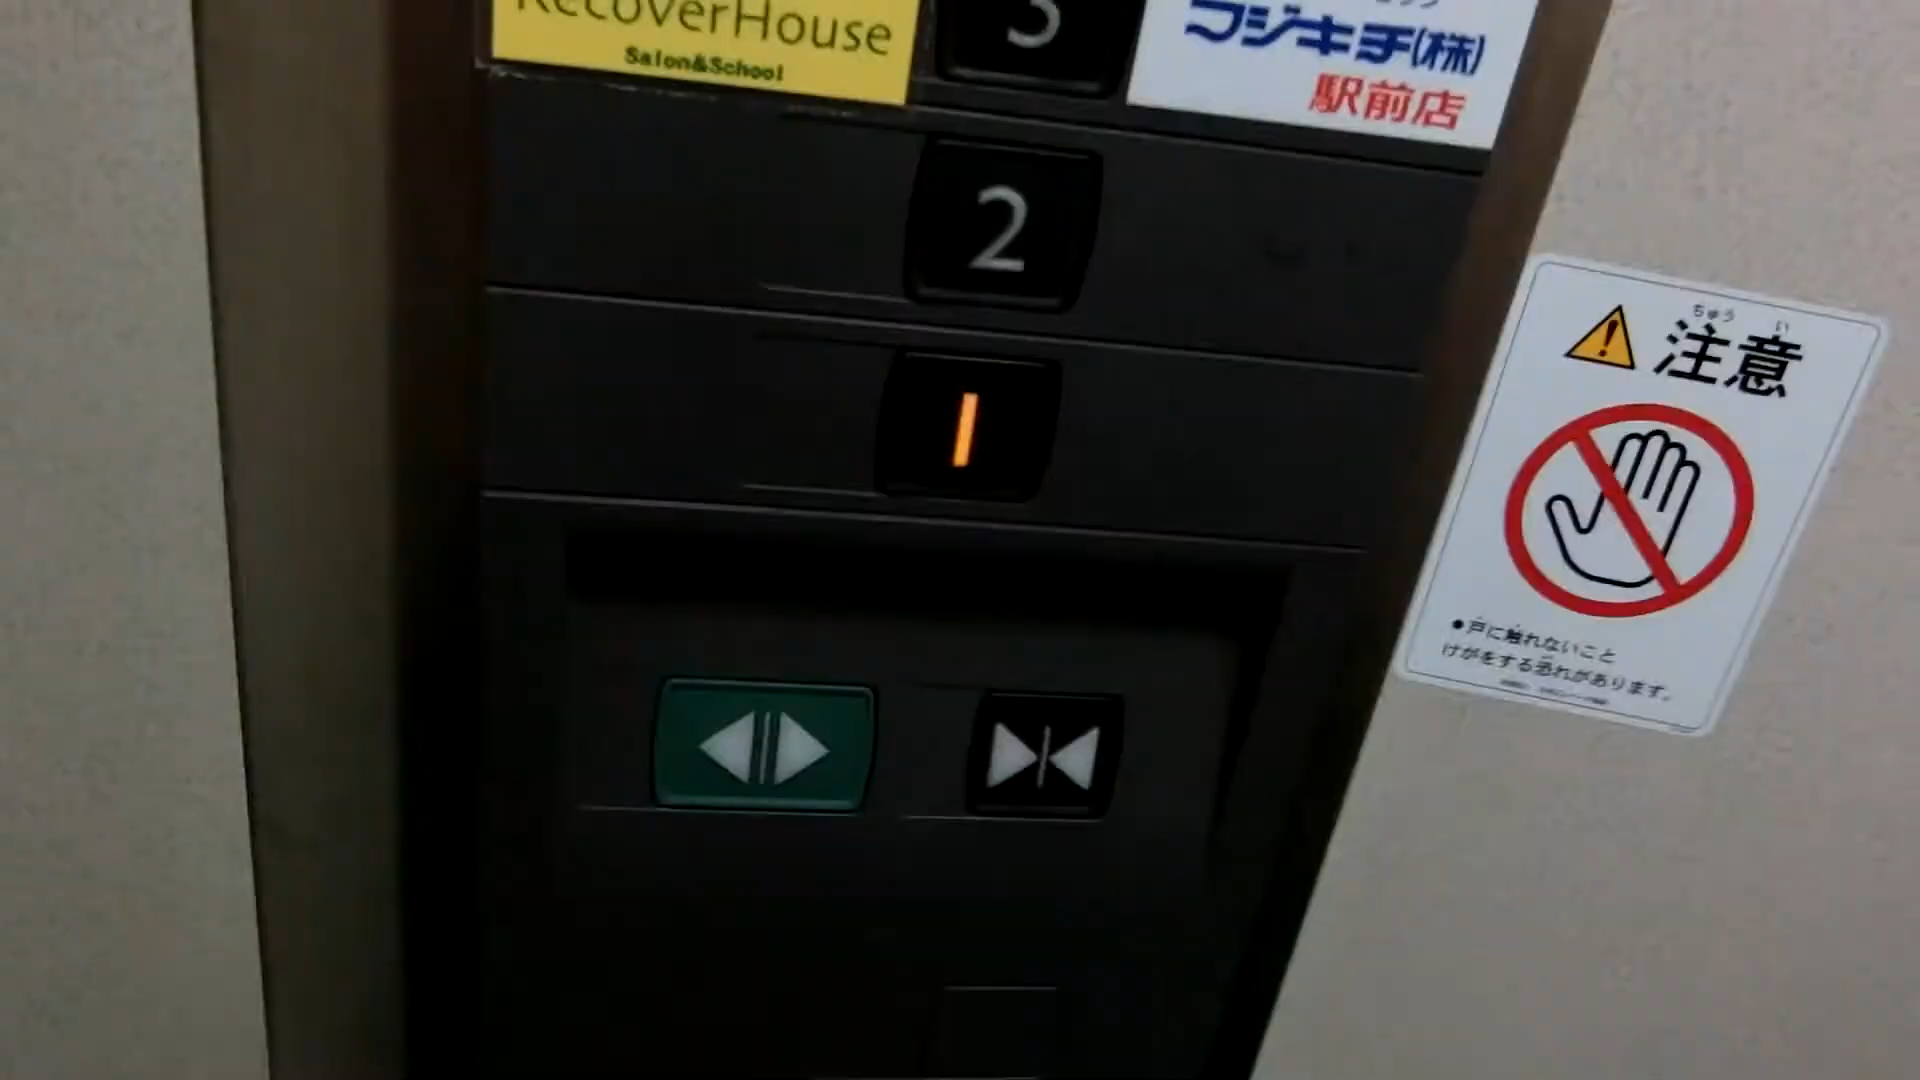 RecoverHouse
Salon&School
3
フジキチ(株)
駅前店
2
1
ちゅうい
注意
●戸に触れないこと
けがをする恐れがあります。